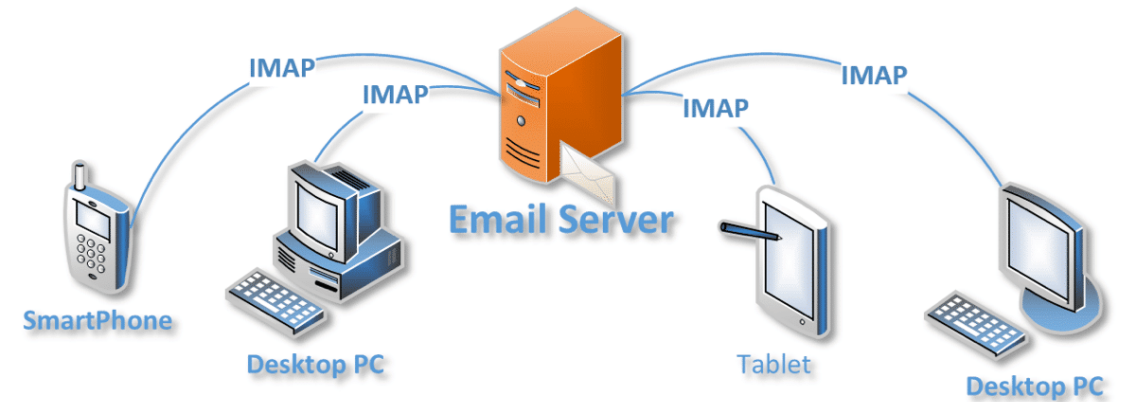 IMAP
IMAP
IMAP
IMAP
Email Server
SmartPhone
Desktop PC
Tablet
Desktop PC